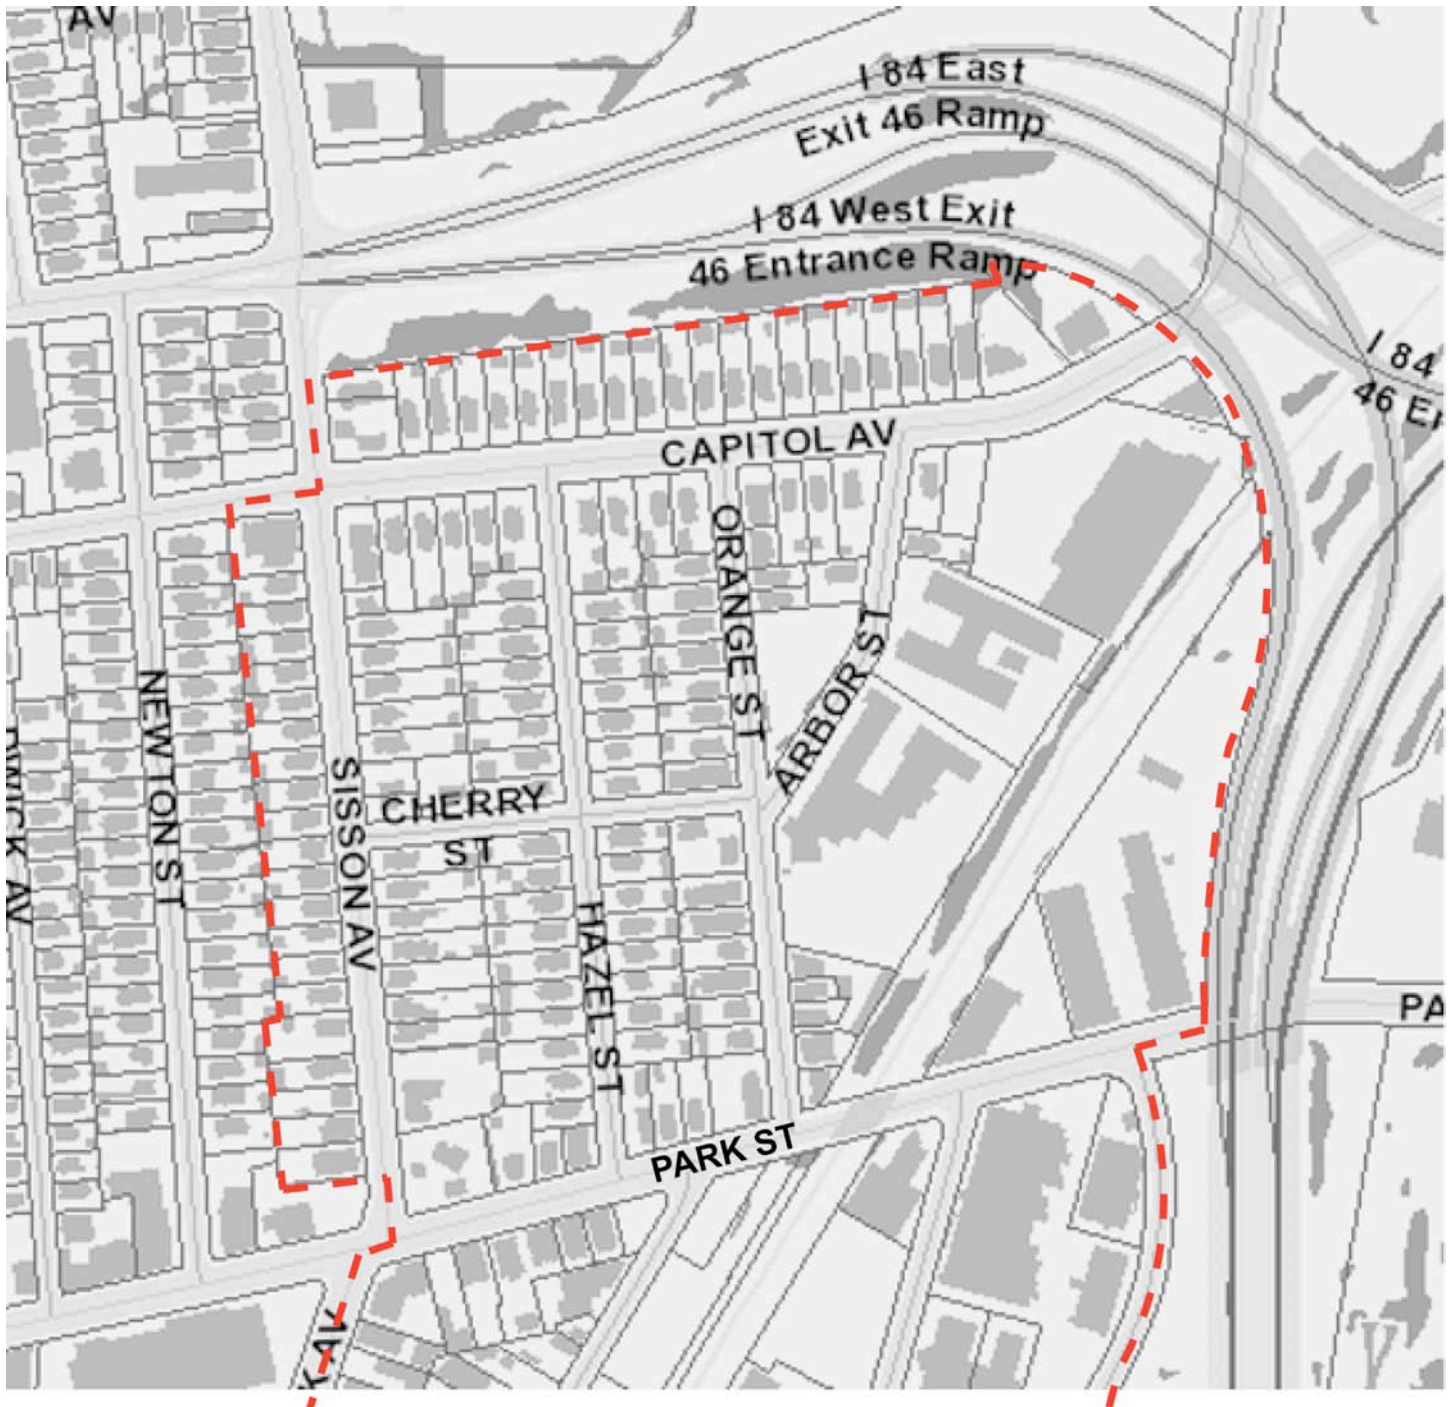 AV
I 84 East
Exit 46 Ramp
I 84 West Exit
46 Entrance Ramp
I 84
46 En
CAPITOL AV
ORANGE ST
ARBOR ST
NEWTON ST
SISSON AV
CHERRY
ST
HAZEL ST
PA
PARK ST